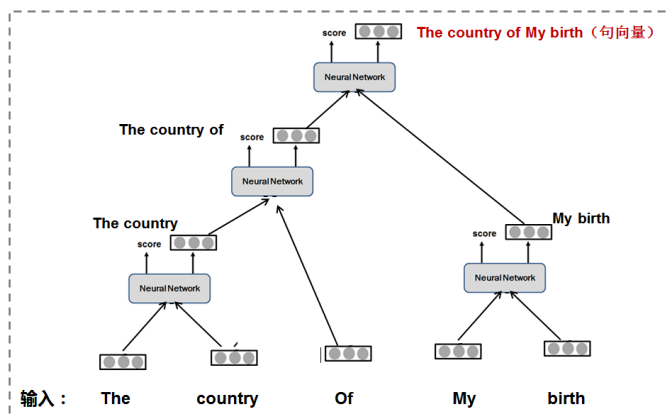 score
The country of My birth（句向量）
Neural Network
The country of
score
Neural Network
The country
score
Neural Network
My birth
score
Neural Network
输入： The country Of My birth